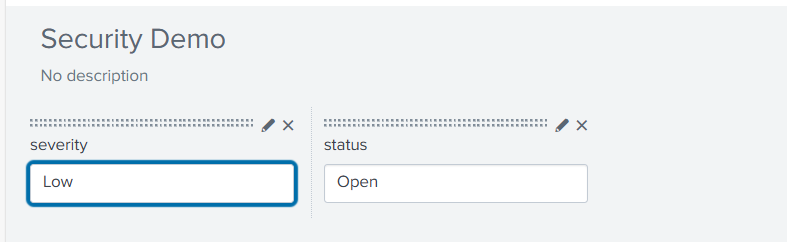 Security Demo
No description
severity
status
Low
Open